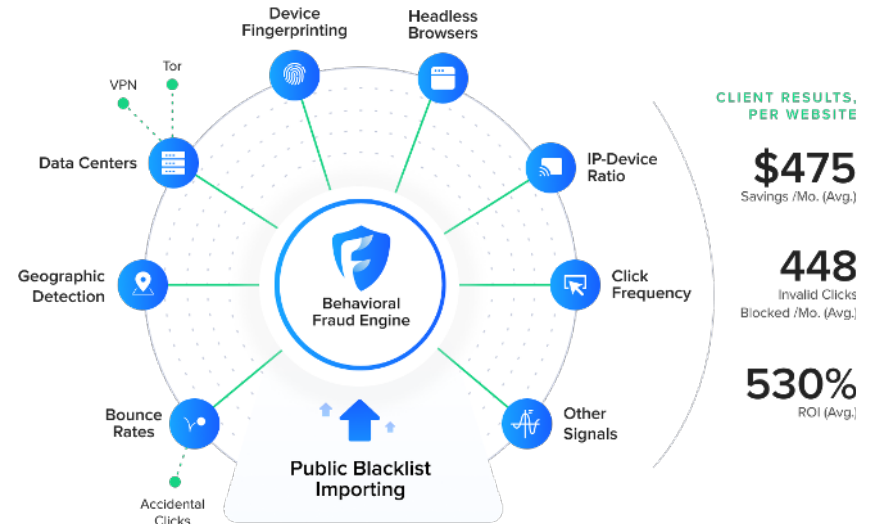 Device
Fingerprinting
Headless
Browsers
Tor
VPN
Data Centers
IP-Device
Ratio
Geographic
Detection
Click
Frequency
Behavioral
Fraud Engine
Bounce
Rates
Other
Signals
Accidental
Clicks
Public Blacklist
Importing
CLIENT RESULTS,
PER WEBSITE
$475
Savings /Mo. (Avg.)
448
Invalid Clicks
Blocked /Mo. (Avg.)
530%
ROI (Avg.)